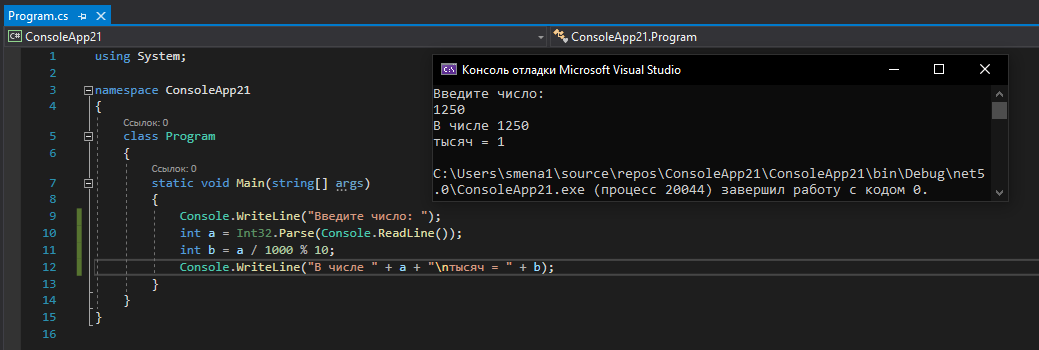 Program.cs
C# ConsoleApp21
ConsoleApp21.Program
1 using System;
2
3 namespace ConsoleApp21
4 {
Ссылок: 0
5 class Program
6 {
Ссылок: 0
7 static void Main(string[] args)
8 {
9 Console.WriteLine("Введите число: ");
10 int a = Int32.Parse(Console.ReadLine());
11 int b = a / 1000 % 10;
12 Console.WriteLine("В числе " + a + "\nтысяч = " + b);
13 }
14 }
15 }
16
Консоль отладки Microsoft Visual Studio
Введите число:
1250
В числе 1250
тысяч = 1
C:\Users\smena1\source\repos\ConsoleApp21\ConsoleApp21\bin\Debug\net5
.0\ConsoleApp21.exe (процесс 20044) завершил работу с кодом 0.